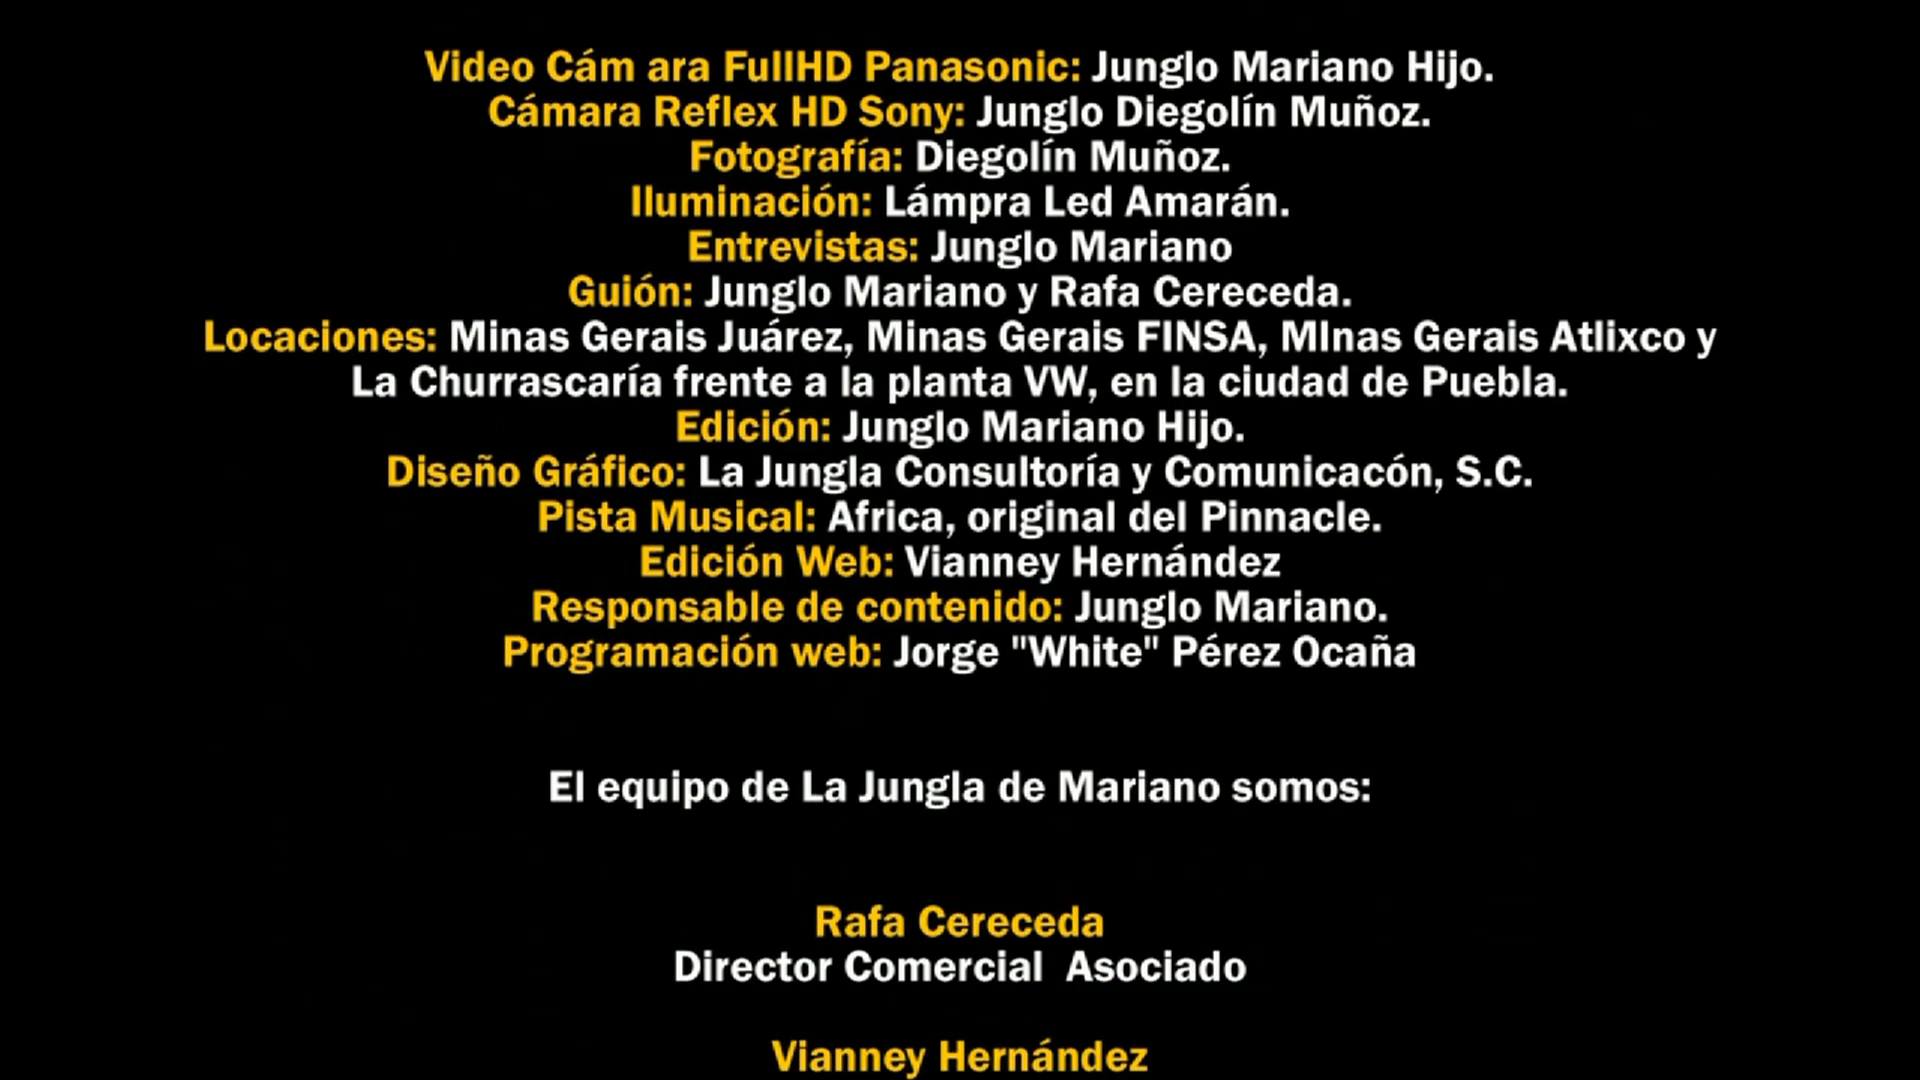 Video Cám ara FullHD Panasonic: Junglo Mariano Hijo.
Cámara Reflex HD Sony: Junglo Diegolín Muñoz.
Fotografía: Diegolín Muñoz.
Iluminación: Lámpra Led Amarán.
Entrevistas: Junglo Mariano
Guión: Junglo Mariano y Rafa Cereceda.
Locaciones: Minas Gerais Juárez, Minas Gerais FINSA, MInas Gerais Atlixco y
La Churrascaría frente a la planta VW, en la ciudad de Puebla.
Edición: Junglo Mariano Hijo.
Diseño Gráfico: La Jungla Consultoría y Comunicacón, S.C.
Pista Musical: Africa, original del Pinnacle.
Edición Web: Vianney Hernández
Responsable de contenido: Junglo Mariano.
Programación web: Jorge "White" Pérez Ocaña
El equipo de La Jungla de Mariano somos:
Rafa Cereceda
Director Comercial  Asociado
Vianney Hernández